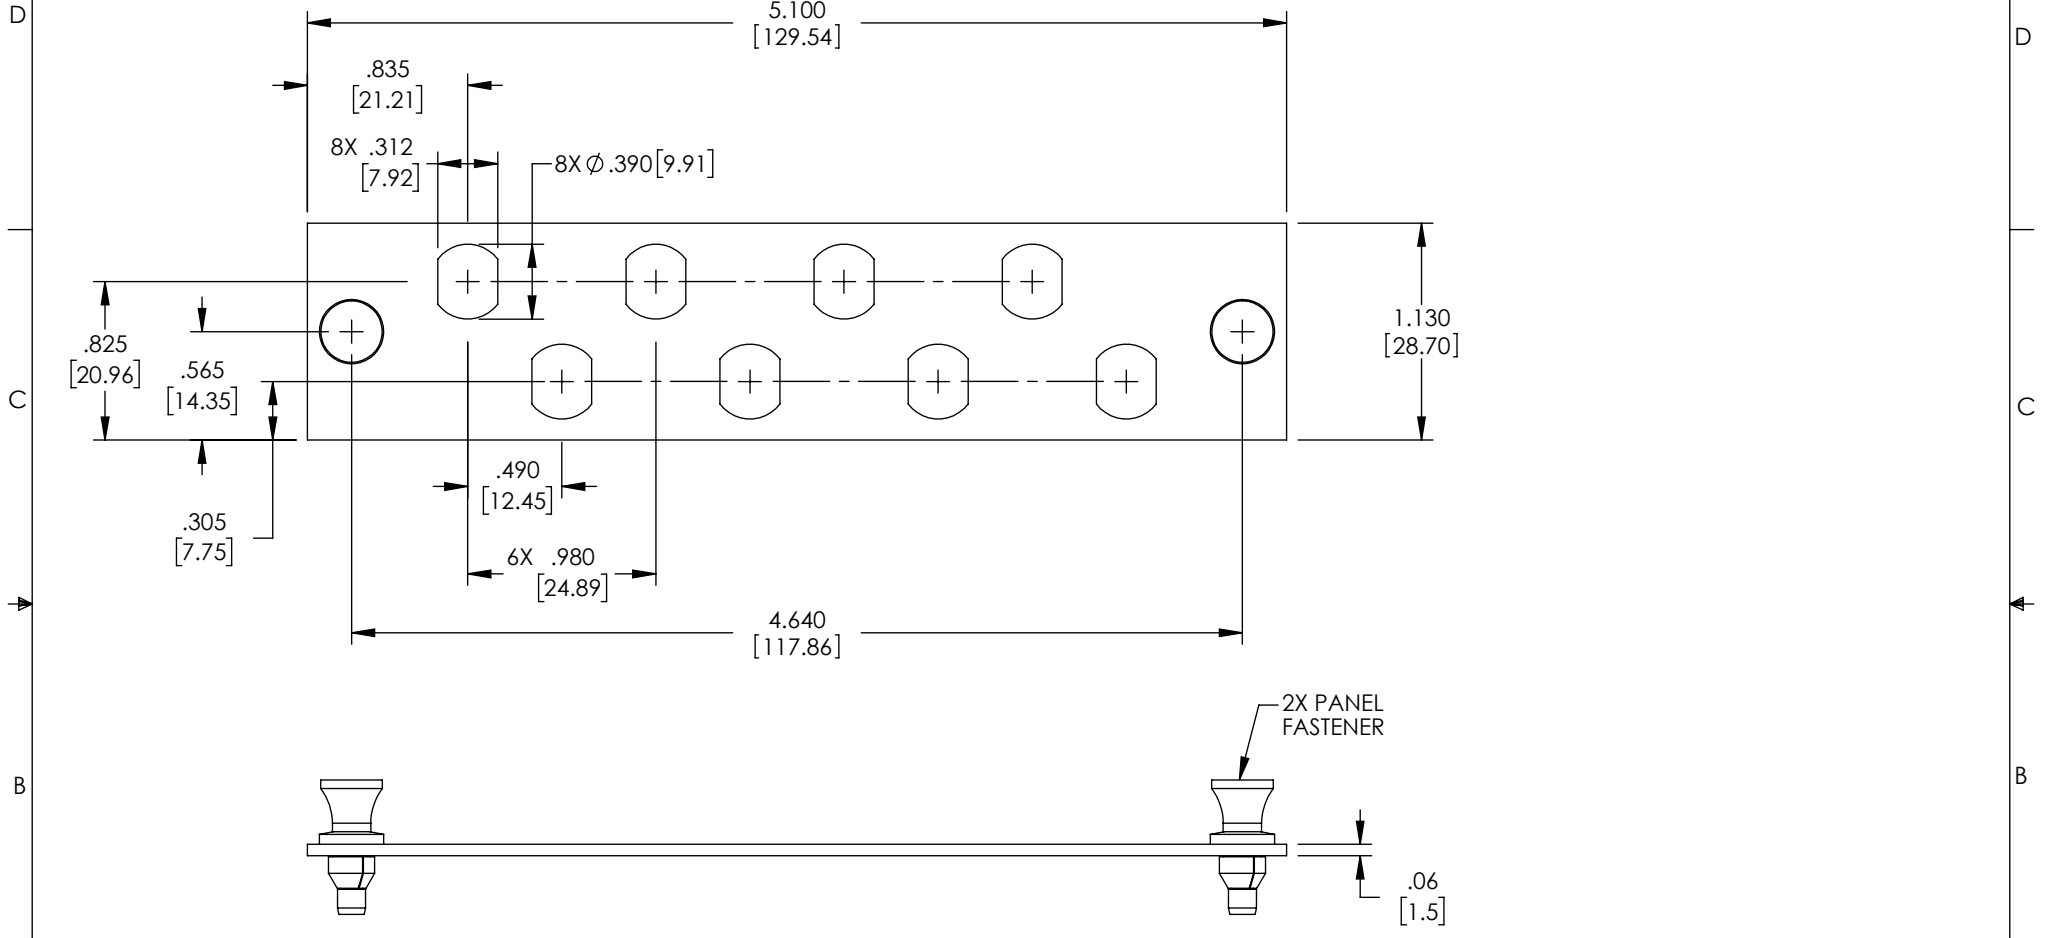 D
5.100
[129.54]
D
.835
[21.21]
8X .312
[7.92]
8X Ø .390 [9.91]
.825
[20.96]
.565
[14.35]
1.130
[28.70]
C
C
.490
[12.45]
.305
[7.75]
6X .980
[24.89]
4.640
[117.86]
2X PANEL
FASTENER
B
B
.06
[1.5]